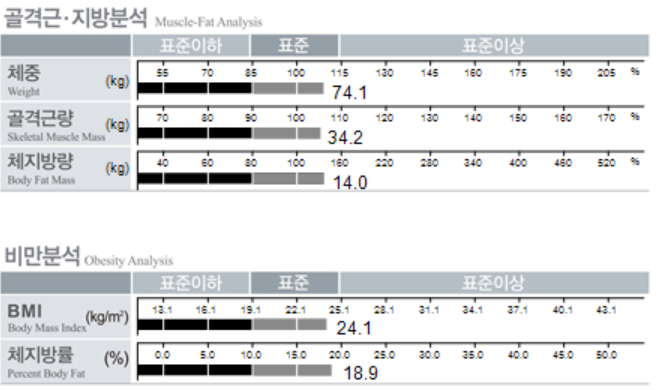 골격근·지방분석 Muscle-Fat Analysis
표준이하 표준 표준이상
체중 (kg) 55 70 85 100 115 130 145 160 175 190 205 %
Weight 74.1
골격근량 (kg) 70 80 90 100 110 120 130 140 150 160 170 %
Skeletal Muscle Mass 34.2
체지방량 (kg) 40 60 80 100 160 220 280 340 400 460 520 %
Body Fat Mass 14.0
비만분석 Obesity Analysis
표준이하 표준 표준이상
BMI (kg/m²) 13.1 16.1 19.1 22.1 25.1 28.1 31.1 34.1 37.1 40.1 43.1
Body Mass Index 24.1
체지방률 (%) 0.0 5.0 10.0 15.0 20.0 25.0 30.0 35.0 40.0 45.0 50.0
Percent Body Fat 18.9